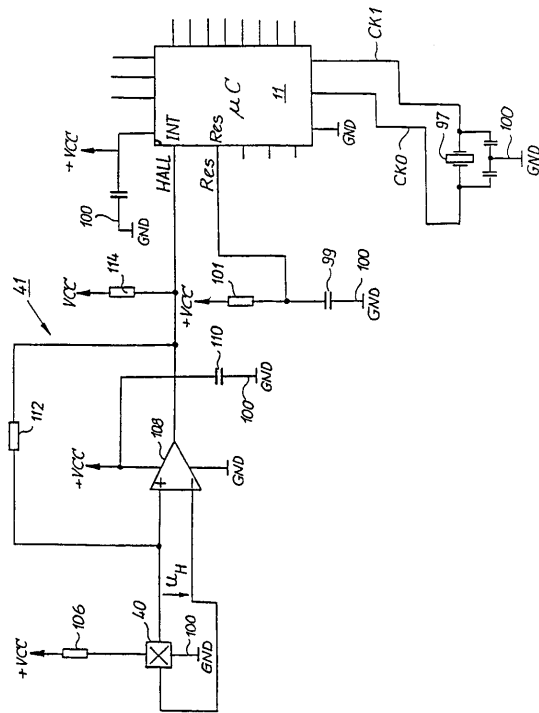 +VCC
106
40
100
GND
U_H
112
41
+VCC
108
+
−
GND
110
100
GND
VCC
114
+VCC
101
99
100
GND
+VCC
100
GND
HALL
INT
Res
Res
µC
11
GND
CK0
CK1
97
100
GND